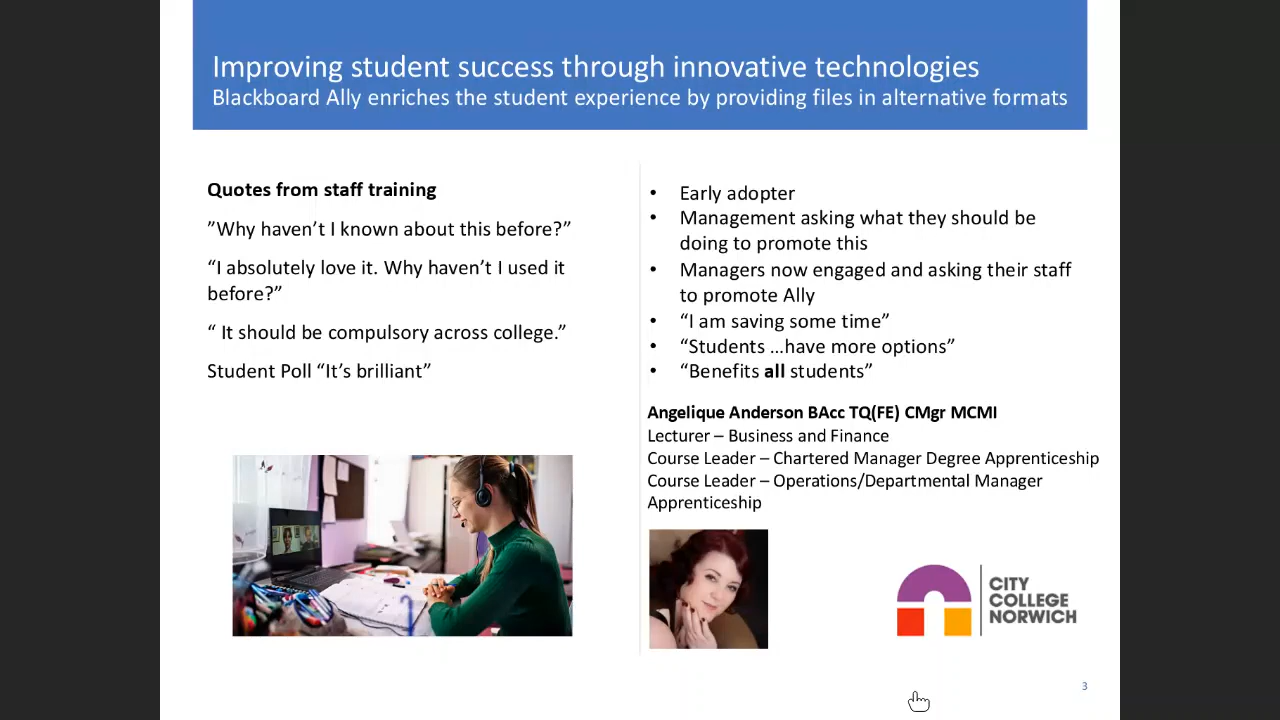 Improving student success through innovative technologies
Blackboard Ally enriches the student experience by providing files in alternative formats
Quotes from staff training
”Why haven’t I known about this before?”
“I absolutely love it. Why haven’t I used it
before?”
“ It should be compulsory across college.”
Student Poll “It’s brilliant”
• Early adopter
• Management asking what they should be
doing to promote this
• Managers now engaged and asking their staff
to promote Ally
• “I am saving some time”
• “Students ...have more options”
• “Benefits all students”
Angelique Anderson BAcc TQ(FE) CMgr MCMI
Lecturer – Business and Finance
Course Leader – Chartered Manager Degree Apprenticeship
Course Leader – Operations/Departmental Manager
Apprenticeship
CITY
COLLEGE
NORWICH
3